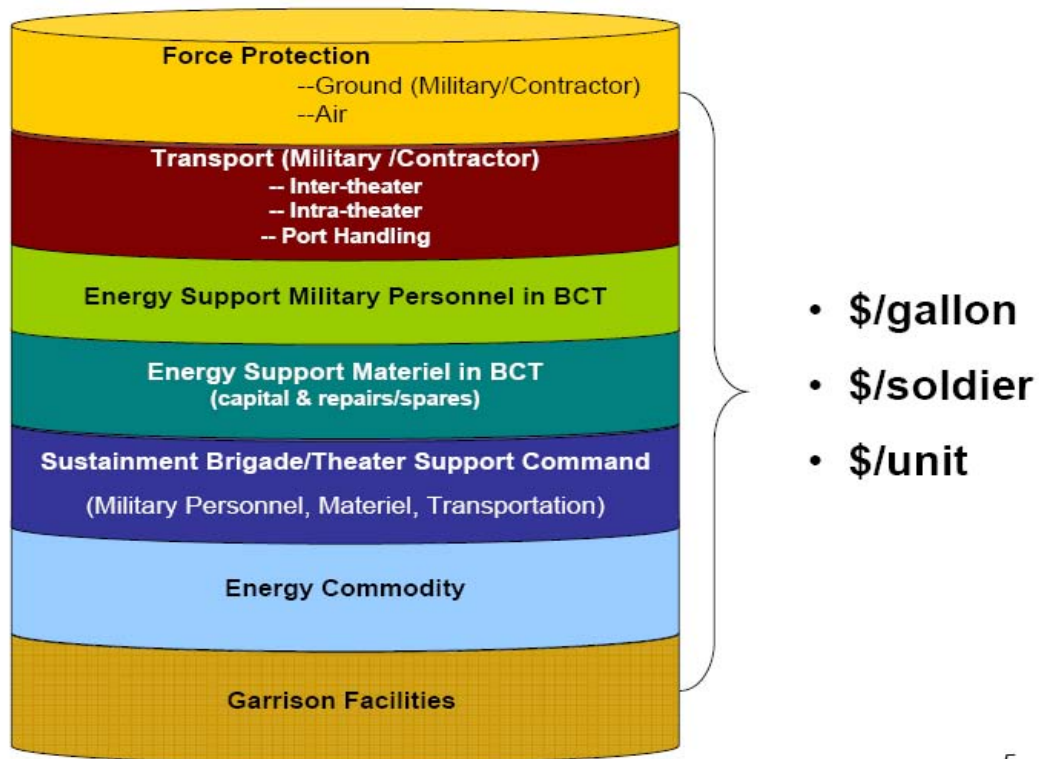 Force Protection
--Ground (Military/Contractor)
--Air
Transport (Military /Contractor)
-- Inter-theater
-- Intra-theater
-- Port Handling
Energy Support Military Personnel in BCT
Energy Support Materiel in BCT
(capital & repairs/spares)
Sustainment Brigade/Theater Support Command
(Military Personnel, Materiel, Transportation)
Energy Commodity
Garrison Facilities
• $/gallon
• $/soldier
• $/unit